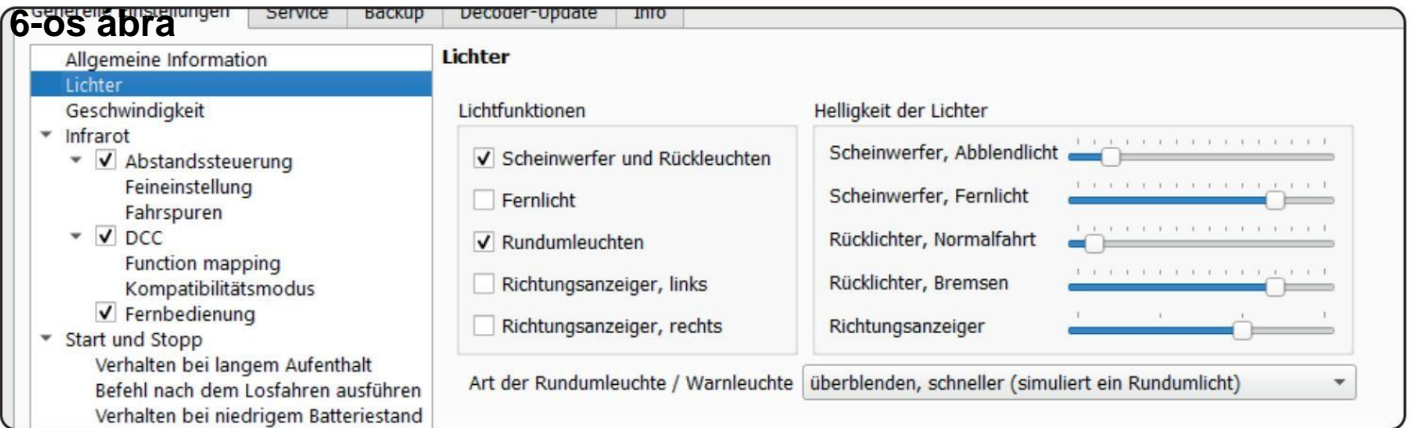 6-os ábra
Generelle Einstellungen Service Backup Decoder-Update Info
Allgemeine Information
Lichter
Geschwindigkeit
Infrarot
Abstandssteuerung
Feineinstellung
Fahrspuren
DCC
Function mapping
Kompatibilitätsmodus
Fernbedienung
Start und Stopp
Verhalten bei langem Aufenthalt
Befehl nach dem Losfahren ausführen
Verhalten bei niedrigem Batteriestand
Lichter
Lichtfunktionen
Scheinwerfer und Rückleuchten
Fernlicht
Rundumleuchten
Richtungsanzeiger, links
Richtungsanzeiger, rechts
Helligkeit der Lichter
Scheinwerfer, Abblendlicht
Scheinwerfer, Fernlicht
Rücklichter, Normalfahrt
Rücklichter, Bremsen
Richtungsanzeiger
Art der Rundumleuchte / Warnleuchte überblenden, schneller (simuliert ein Rundumlicht)